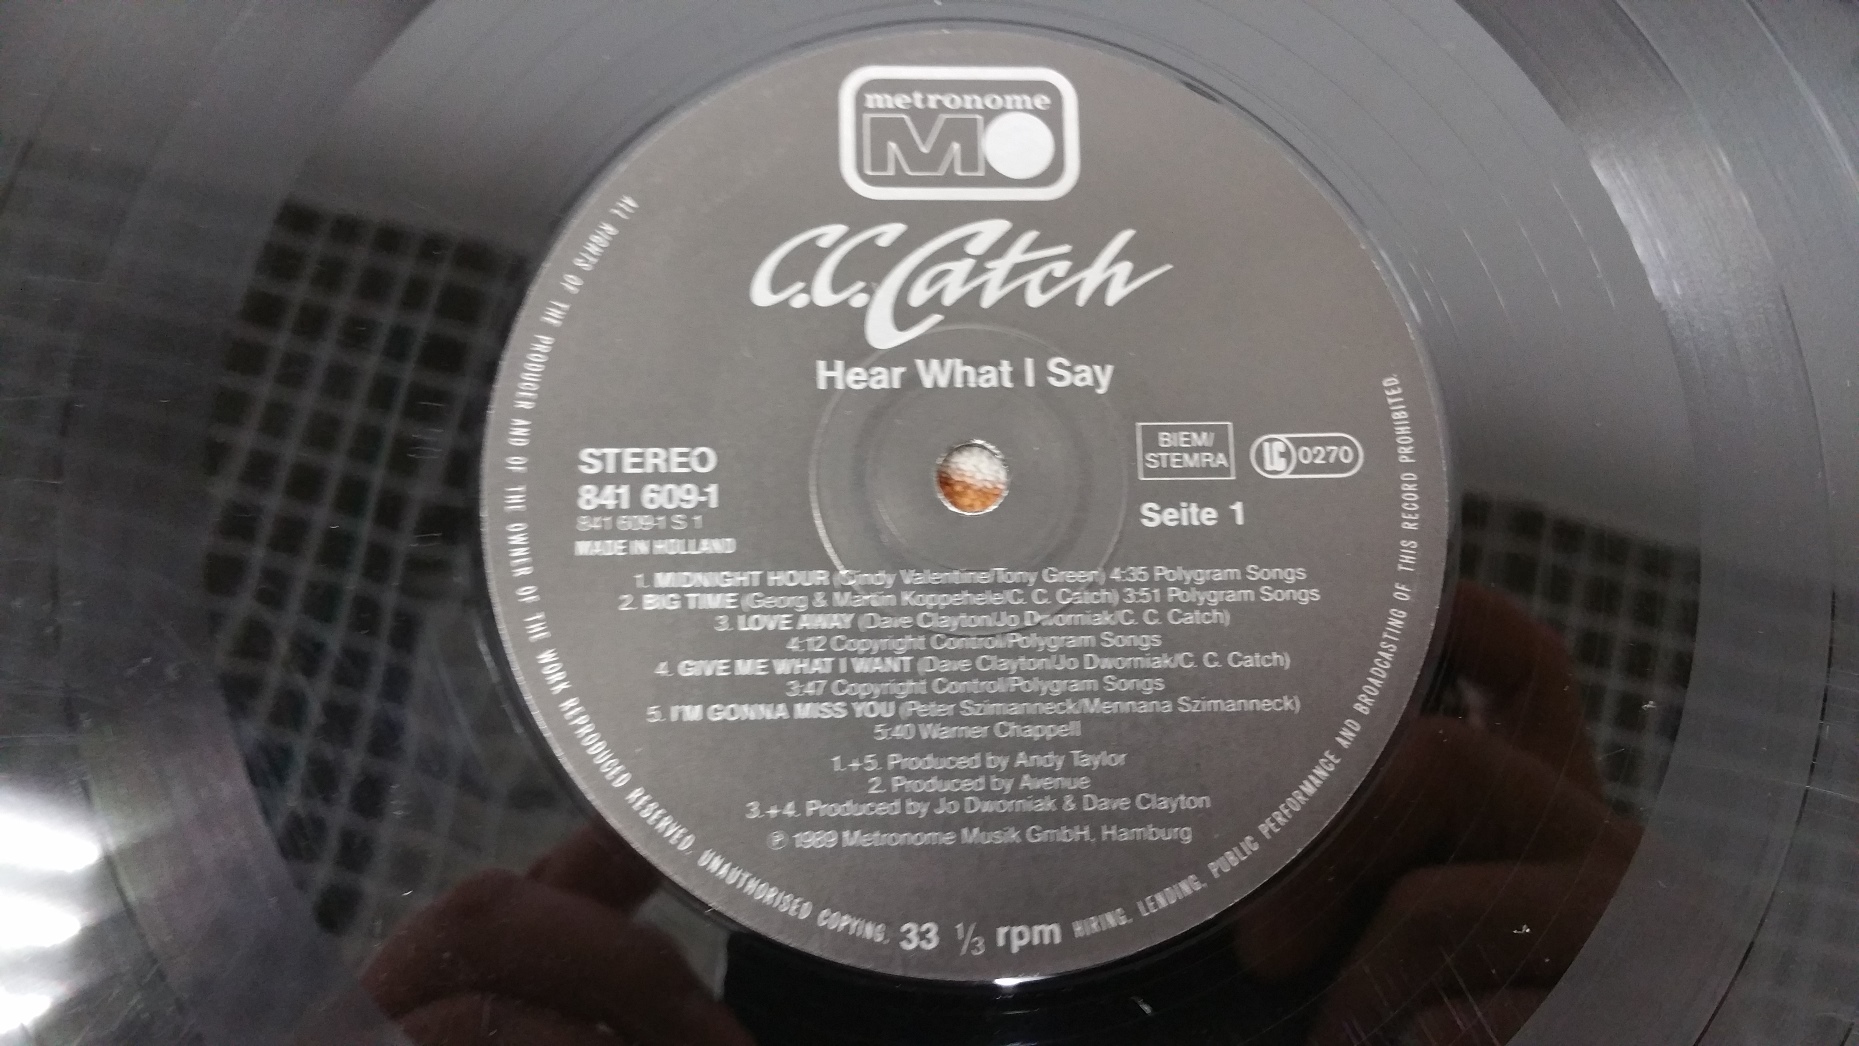 metronome
MO
C.C.Catch
Hear What I Say
STEREO
841 609-1
841 609-1 S 1
MADE IN HOLLAND
BIEM/
STEMRA
LC 0270
Seite 1
1. MIDNIGHT HOUR (Cindy Valentine/Tony Green) 4:35 Polygram Songs
2. BIG TIME (Georg & Martin Koppehele/C. C. Catch) 3:51 Polygram Songs
3. LOVE AWAY (Dave Clayton/Jo Dworniak/C. C. Catch)
4:12 Copyright Control/Polygram Songs
4. GIVE ME WHAT I WANT (Dave Clayton/Jo Dworniak/C. C. Catch)
3:47 Copyright Control/Polygram Songs
5. I'M GONNA MISS YOU (Peter Szimanneck/Mennana Szimanneck)
5:40 Warner Chappell
1.+5. Produced by Andy Taylor
2. Produced by Avenue
3.+4. Produced by Jo Dworniak & Dave Clayton
℗ 1989 Metronome Musik GmbH, Hamburg
33 1/3 rpm
ALL RIGHTS OF THE PRODUCER AND OF THE OWNER OF THE WORK REPRODUCED RESERVED. UNAUTHORISED COPYING, HIRING, LENDING, PUBLIC PERFORMANCE AND BROADCASTING OF THIS RECORD PROHIBITED.